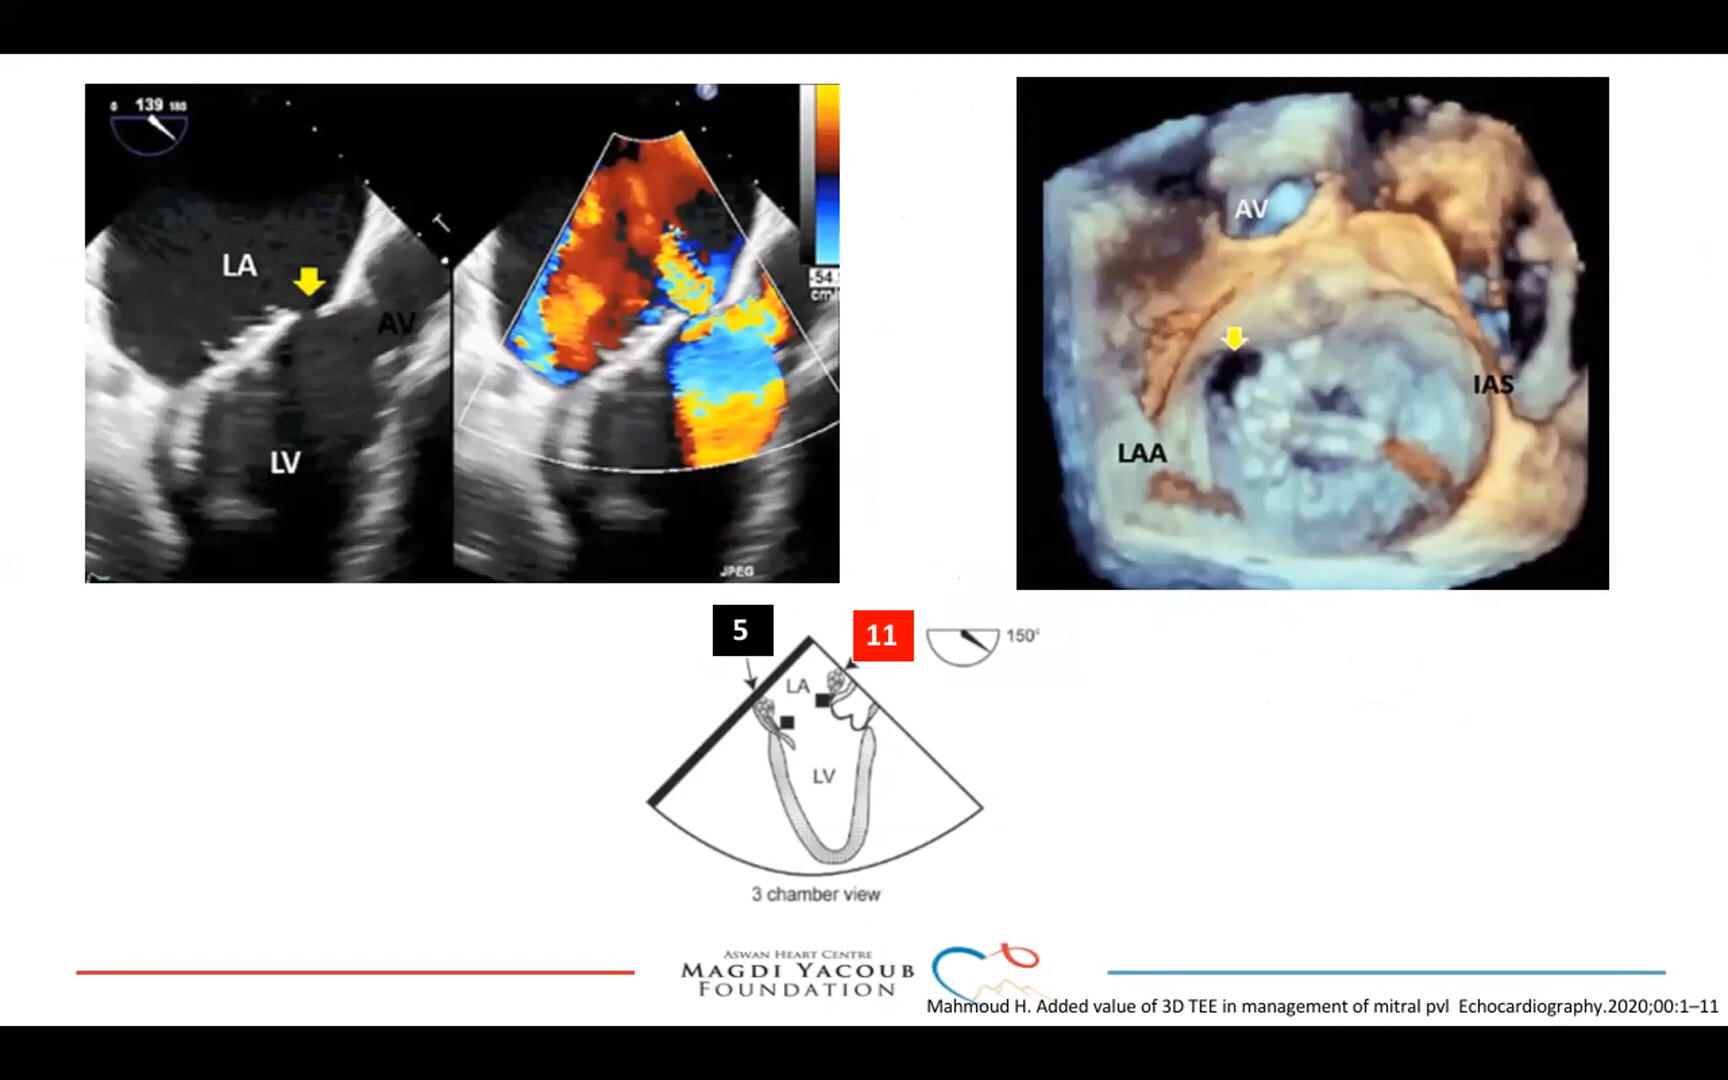 0 139 180
-54.
cm/
LA
AV
LV
JPEG
AV
IAS
LAA
5
11
150°
LA
LV
3 chamber view
ASWAN HEART CENTRE
MAGDI YACOUB
FOUNDATION
Mahmoud H. Added value of 3D TEE in management of mitral pvl Echocardiography.2020;00:1–11